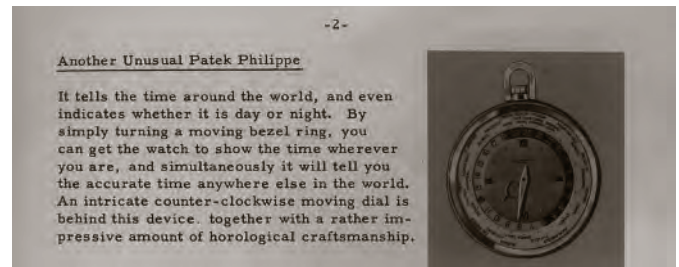 -2-
Another Unusual Patek Philippe
It tells the time around the world, and even
indicates whether it is day or night. By
simply turning a moving bezel ring, you
can get the watch to show the time wherever
you are, and simultaneously it will tell you
the accurate time anywhere else in the world.
An intricate counter-clockwise moving dial is
behind this device. together with a rather im-
pressive amount of horological craftsmanship.